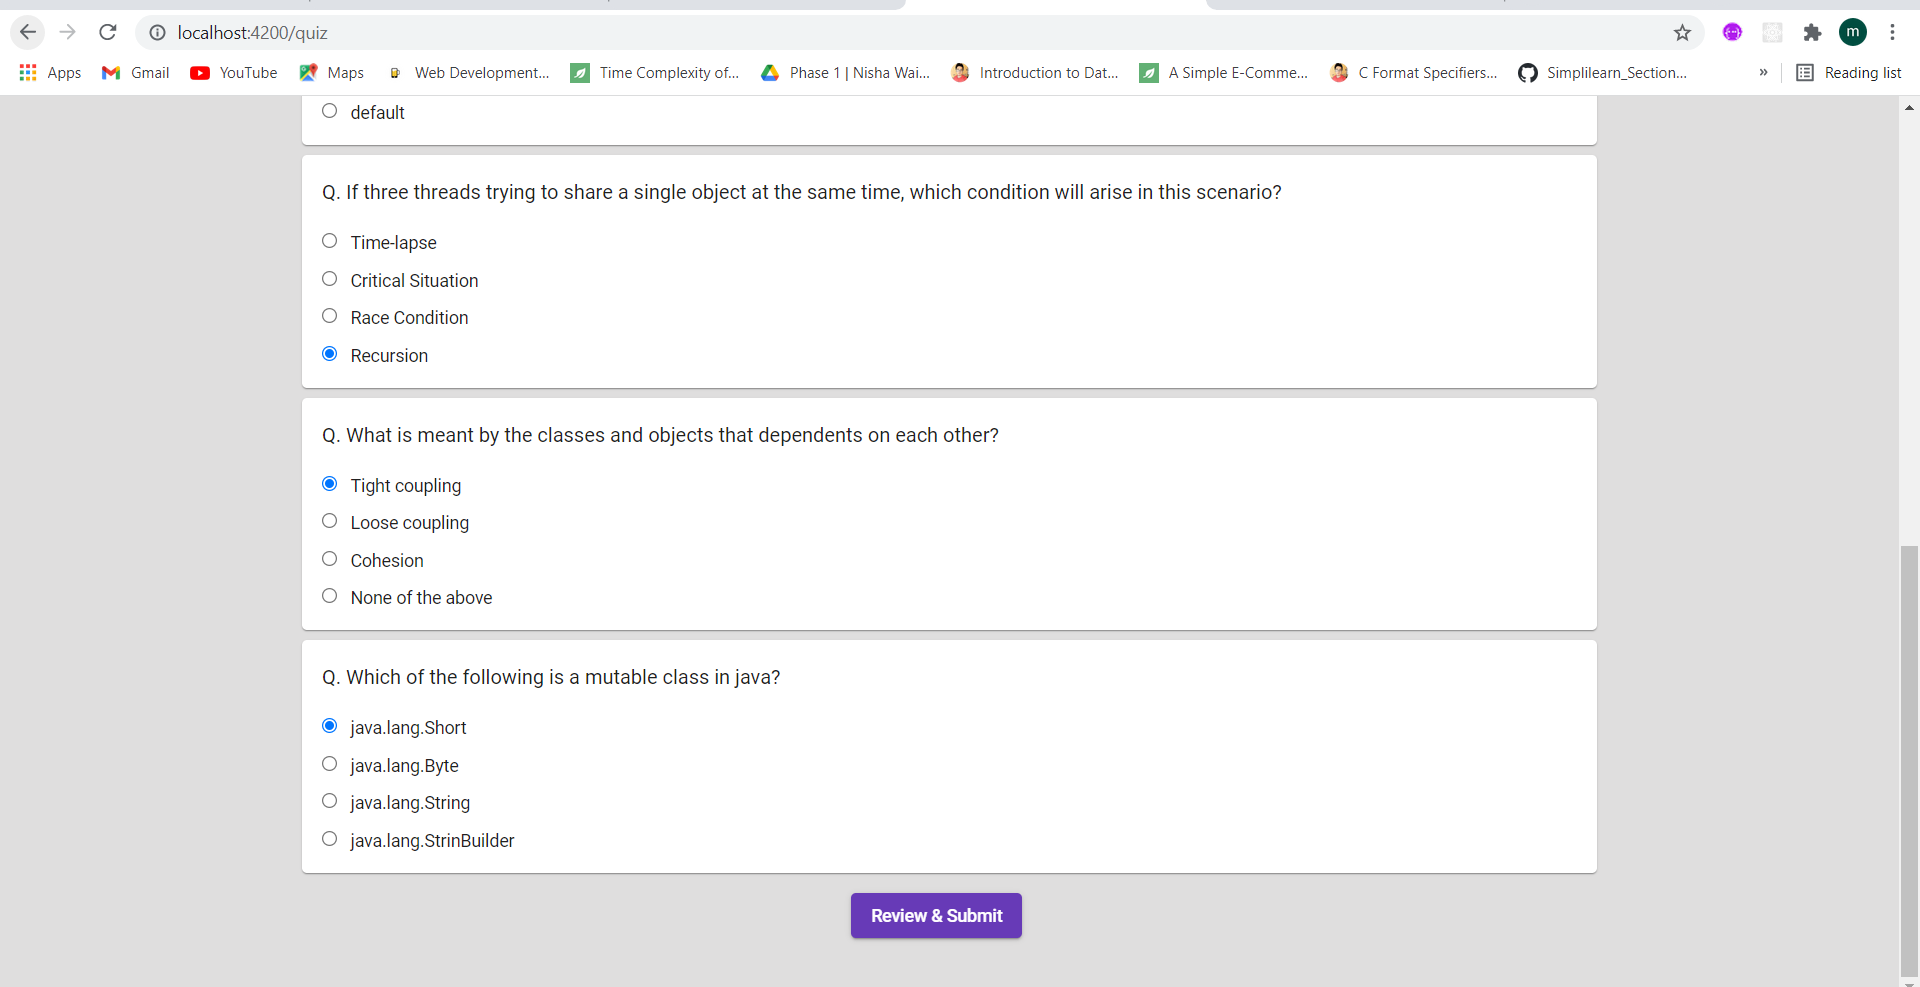 localhost:4200/quiz
m
Apps Gmail YouTube Maps Web Development... Time Complexity of... Phase 1 | Nisha Wai... Introduction to Dat... A Simple E-Comme... C Format Specifiers... Simplilearn_Section... » Reading list
default
Q. If three threads trying to share a single object at the same time, which condition will arise in this scenario?
Time-lapse
Critical Situation
Race Condition
Recursion
Q. What is meant by the classes and objects that dependents on each other?
Tight coupling
Loose coupling
Cohesion
None of the above
Q. Which of the following is a mutable class in java?
java.lang.Short
java.lang.Byte
java.lang.String
java.lang.StrinBuilder
Review & Submit